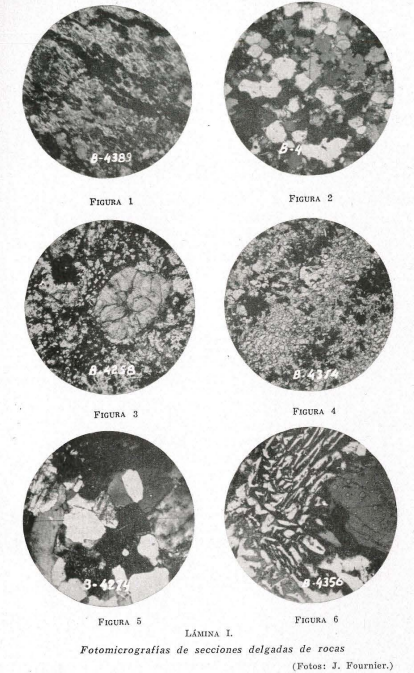 B-4389
B-4
FIGURA 1
FIGURA 2
B-4258
B-4374
FIGURA 3
FIGURA 4
B-4274
B-4356
FIGURA 5
FIGURA 6
LÁMINA I.
Fotomicrografías de secciones delgadas de rocas
(Fotos: J. Fournier.)